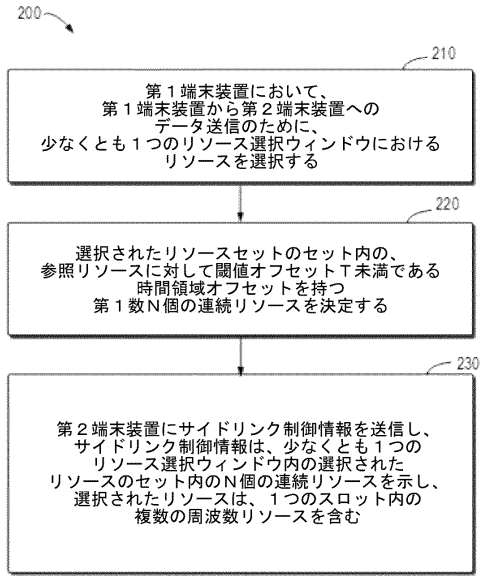 200
210
第１端末装置において、
第１端末装置から第２端末装置への
データ送信のために、
少なくとも１つのリソース選択ウィンドウにおける
リソースを選択する
220
選択されたリソースセットのセット内の、
参照リソースに対して閾値オフセットＴ未満である
時間領域オフセットを持つ
第１数Ｎ個の連続リソースを決定する
230
第２端末装置にサイドリンク制御情報を送信し、
サイドリンク制御情報は、少なくとも１つの
リソース選択ウィンドウ内の選択された
リソースのセット内のＮ個の連続リソースを示し、
選択されたリソースは、１つのスロット内の
複数の周波数リソースを含む